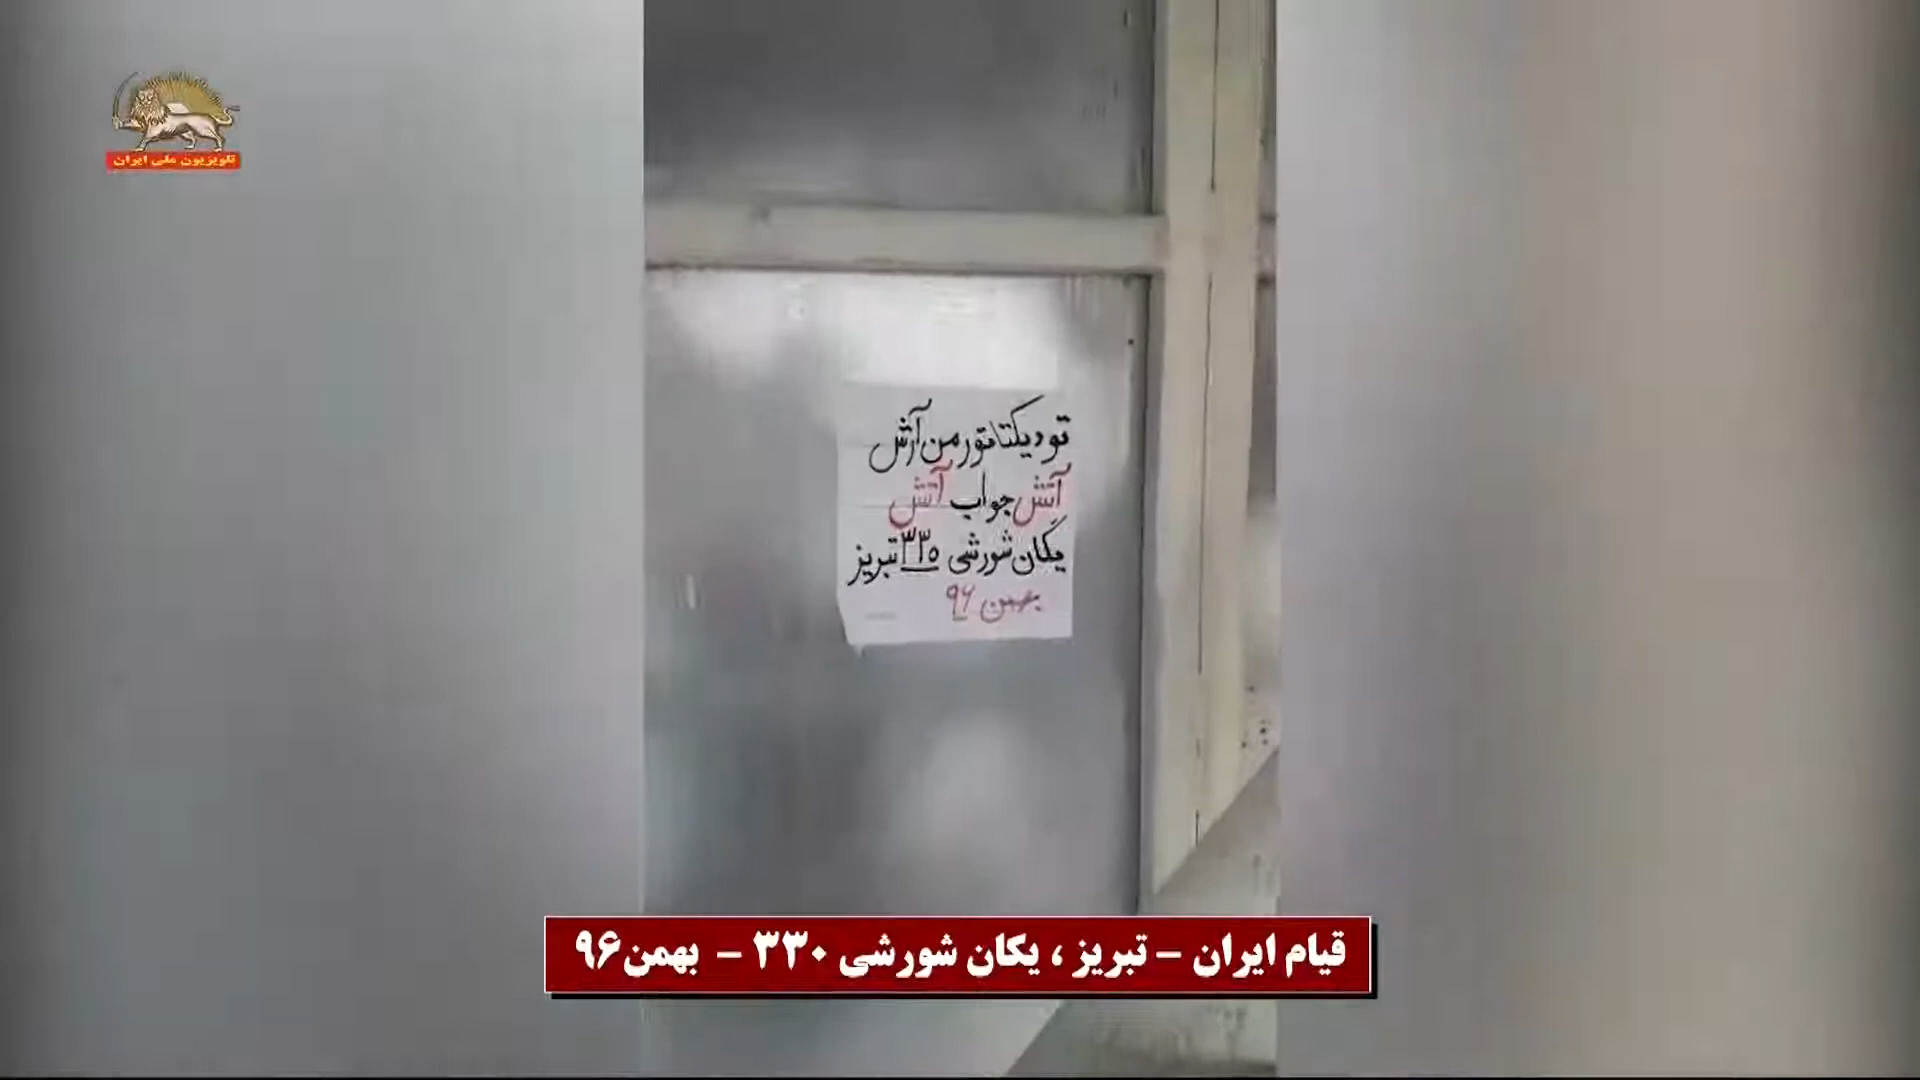 تلویزیون ملی ایران
تو دیکتاتور من آرش
آتش جواب آتش
یکان شورشی ۳۳۰ تبریز
بهمن ۹۶
قیام ایران - تبریز ، یکان شورشی ۳۳۰ - بهمن۹۶